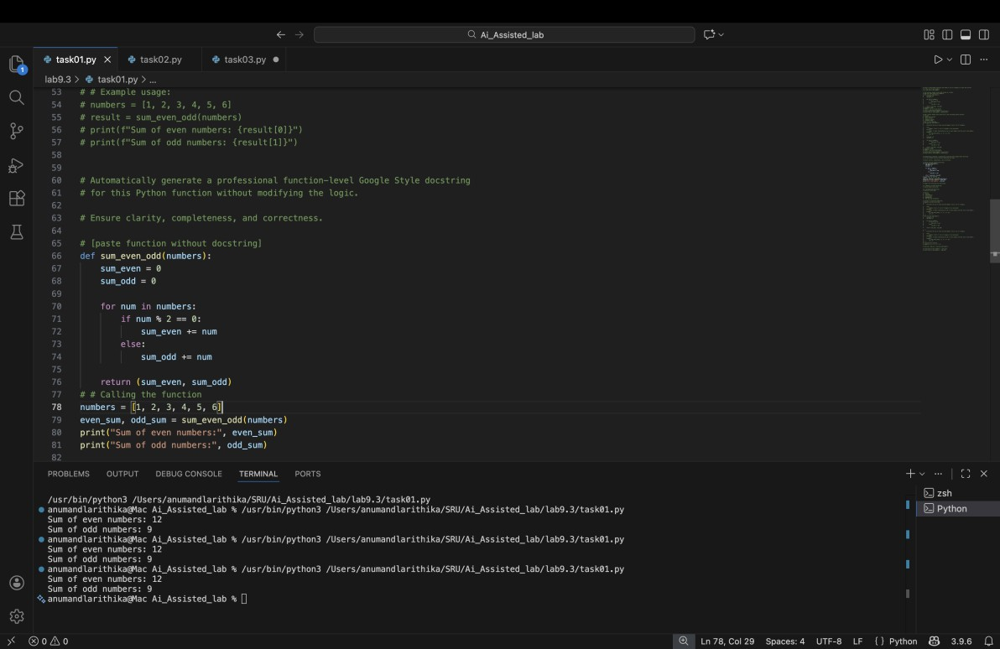 Ai_Assisted_lab
task01.py
task02.py
task03.py
lab9.3 > task01.py > ...
53 # # Example usage:
54 # numbers = [1, 2, 3, 4, 5, 6]
55 # result = sum_even_odd(numbers)
56 # print(f"Sum of even numbers: {result[0]}")
57 # print(f"Sum of odd numbers: {result[1]}")
58
59
60 # Automatically generate a professional function-level Google Style docstring
61 # for this Python function without modifying the logic.
62
63 # Ensure clarity, completeness, and correctness.
64
65 # [paste function without docstring]
66 def sum_even_odd(numbers):
67     sum_even = 0
68     sum_odd = 0
69
70     for num in numbers:
71         if num % 2 == 0:
72             sum_even += num
73         else:
74             sum_odd += num
75
76     return (sum_even, sum_odd)
77 # # Calling the function
78 numbers = [1, 2, 3, 4, 5, 6]
79 even_sum, odd_sum = sum_even_odd(numbers)
80 print("Sum of even numbers:", even_sum)
81 print("Sum of odd numbers:", odd_sum)
82
1
PROBLEMS OUTPUT DEBUG CONSOLE TERMINAL PORTS
/usr/bin/python3 /Users/anumandlarithika/SRU/Ai_Assisted_lab/lab9.3/task01.py
anumandlarithika@Mac Ai_Assisted_lab % /usr/bin/python3 /Users/anumandlarithika/SRU/Ai_Assisted_lab/lab9.3/task01.py
Sum of even numbers: 12
Sum of odd numbers: 9
anumandlarithika@Mac Ai_Assisted_lab % /usr/bin/python3 /Users/anumandlarithika/SRU/Ai_Assisted_lab/lab9.3/task01.py
Sum of even numbers: 12
Sum of odd numbers: 9
anumandlarithika@Mac Ai_Assisted_lab % /usr/bin/python3 /Users/anumandlarithika/SRU/Ai_Assisted_lab/lab9.3/task01.py
Sum of even numbers: 12
Sum of odd numbers: 9
anumandlarithika@Mac Ai_Assisted_lab %
zsh
Python
0 0
Ln 78, Col 29 Spaces: 4 UTF-8 LF {} Python 3.9.6